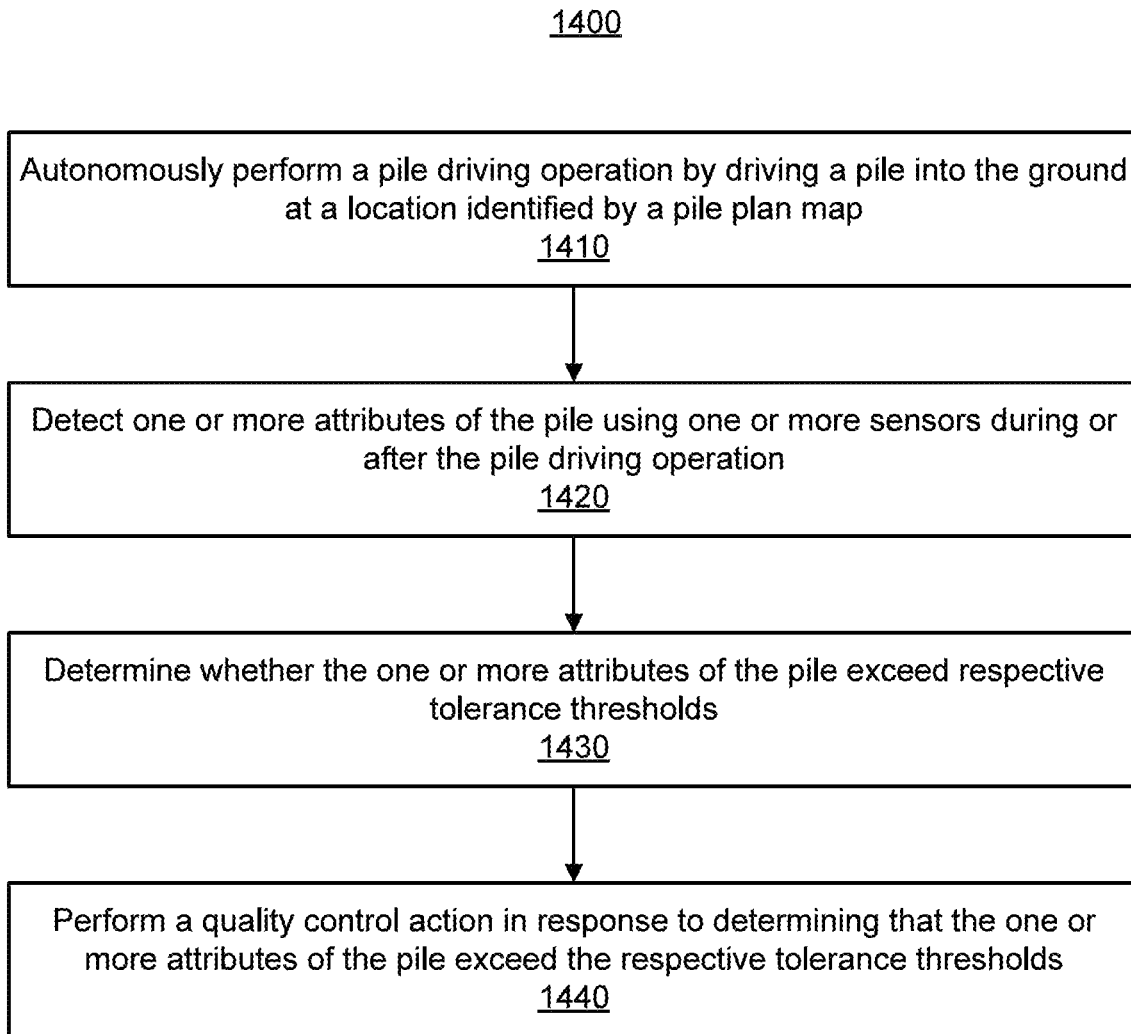 1400
Autonomously perform a pile driving operation by driving a pile into the ground
at a location identified by a pile plan map
1410
Detect one or more attributes of the pile using one or more sensors during or
after the pile driving operation
1420
Determine whether the one or more attributes of the pile exceed respective
tolerance thresholds
1430
Perform a quality control action in response to determining that the one or
more attributes of the pile exceed the respective tolerance thresholds
1440